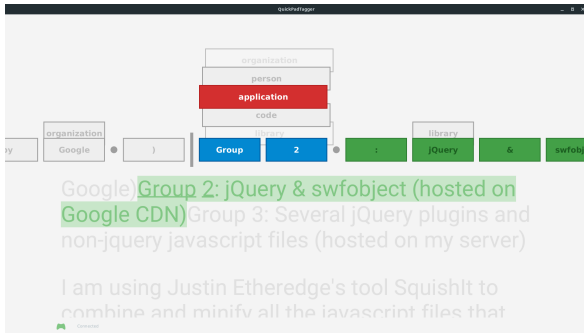 QuickPadTagger
organization
person
application
code
organization
library
library
by Google ) Group 2 : jQuery & swfobj
Google)Group 2: jQuery & swfobject (hosted on
Google CDN)Group 3: Several jQuery plugins and
non-jquery javascript files (hosted on my server)
I am using Justin Etheredge's tool SquishIt to
combine and minify all the javascript files that
Connected